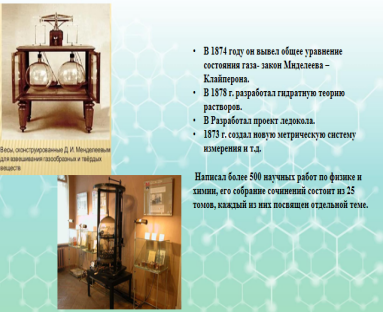 • В 1874 году он вывел общее уравнение
состояния газа- закон Миделеева –
Клайперона.
• В 1878 г. разработал гидратную теорию
растворов.
• В Разработал проект ледокола.
• 1873 г. создал новую метрическую систему
измерения и т.д.
Написал более 500 научных работ по физике и
химии, его собрание сочинений состоит из 25
томов, каждый из них посвящен отдельной теме.
Весы, сконструированные Д. И. Менделеевым
для взвешивания газообразных и твёрдых
веществ